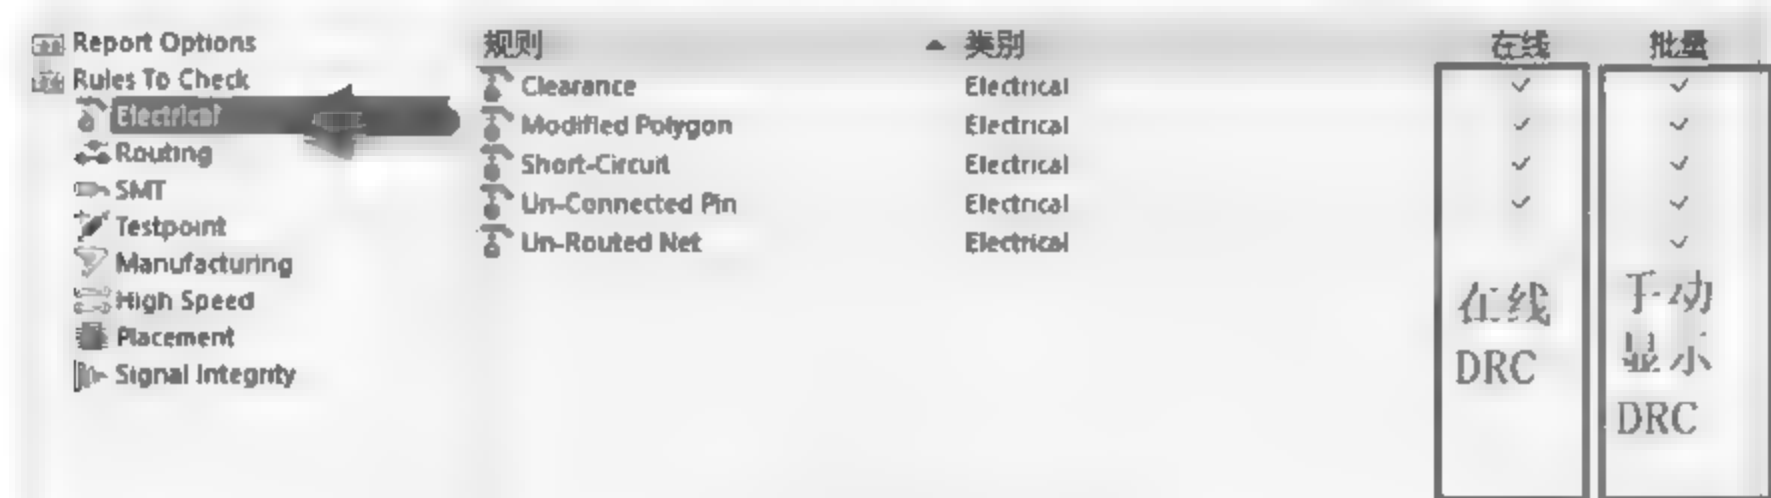 Report Options
Rules To Check
Electrical
Routing
SMT
Testpoint
Manufacturing
High Speed
Placement
Signal Integrity
规则 类别 在线 批量
Clearance Electrical
Modified Polygon Electrical
Short-Circuit Electrical
Un-Connected Pin Electrical
Un-Routed Net Electrical
在线
DRC
手动
显示
DRC